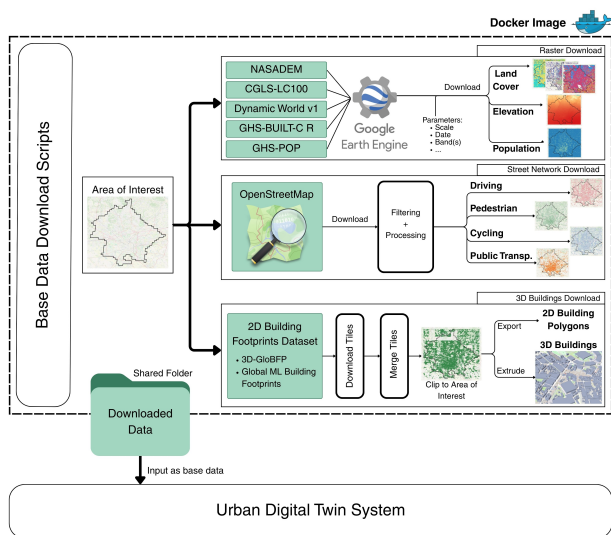 Docker Image
Raster Download
NASADEM
CGLS-LC100
Dynamic World v1
GHS-BUILT-C R
GHS-POP
Google
Earth Engine
Download
Parameters:
• Scale
• Date
• Band(s)
• ...
Land
Cover
Elevation
Population
Base Data Download Scripts
Area of Interest
Street Network Download
OpenStreetMap
Download
Filtering
+
Processing
Driving
Pedestrian
Cycling
Public Transp.
3D Buildings Download
2D Building
Footprints Dataset
• 3D-GloBFP
• Global ML Building
Footprints
Download Tiles
Merge Tiles
Clip to Area of
Interest
Export
Extrude
2D Building
Polygons
3D Buildings
Shared Folder
Downloaded
Data
Input as base data
Urban Digital Twin System